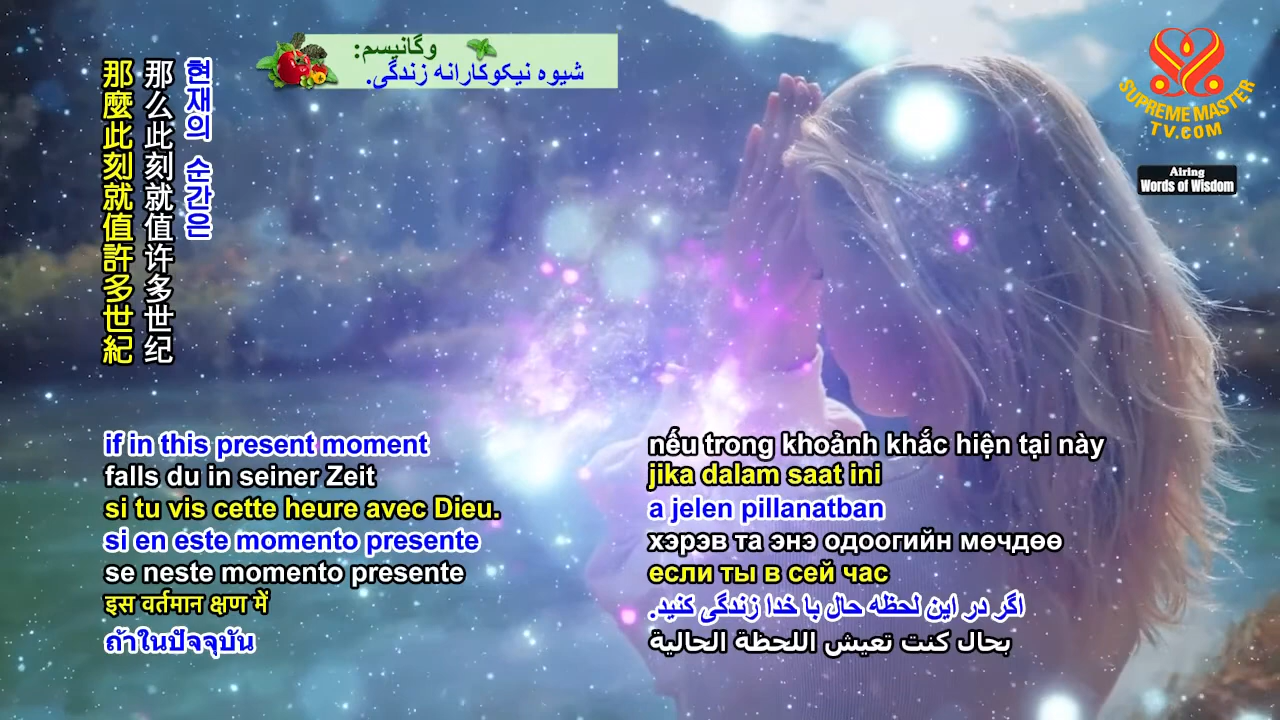 وگانیسم:
شیوه نیکوکارانه زندگی.
SUPREME MASTER
TV.COM
Airing
Words of Wisdom
현재의 순간은
那么此刻就值许多世纪
那麼此刻就值許多世紀
if in this present moment
falls du in seiner Zeit
si tu vis cette heure avec Dieu.
si en este momento presente
se neste momento presente
इस वर्तमान क्षण में
ถ้าในปัจจุบัน
nếu trong khoảnh khắc hiện tại này
jika dalam saat ini
a jelen pillanatban
хэрэв та энэ одоогийн мөчдөө
если ты в сей час
اگر در این لحظه حال با خدا زندگی کنید.
بحال كنت تعيش اللحظة الحالية